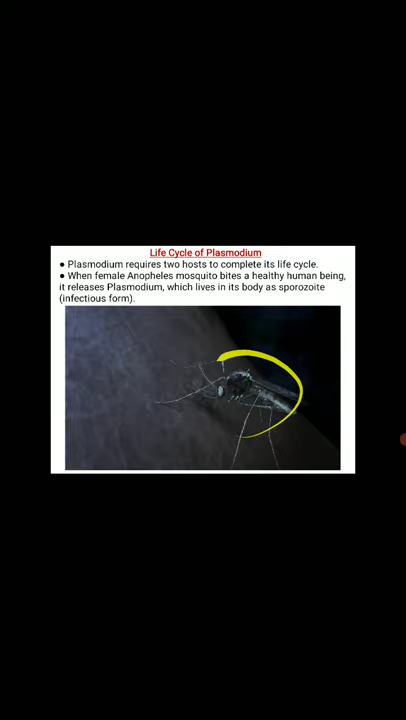 Life Cycle of Plasmodium
● Plasmodium requires two hosts to complete its life cycle.
● When female Anopheles mosquito bites a healthy human being,
it releases Plasmodium, which lives in its body as sporozoite
(infectious form).